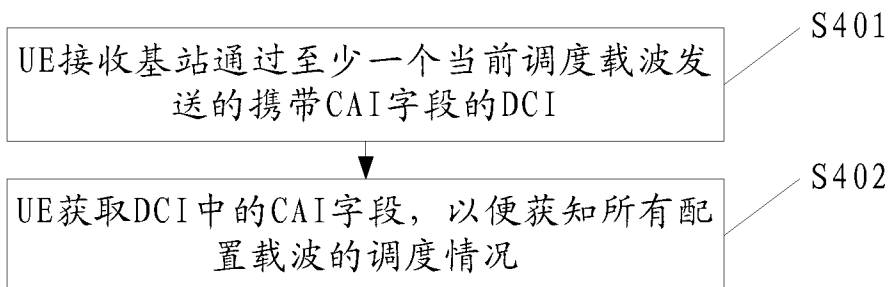 S401
UE接收基站通过至少一个当前调度载波发
送的携带CAI字段的DCI
S402
UE获取DCI中的CAI字段，以便获知所有配
置载波的调度情况